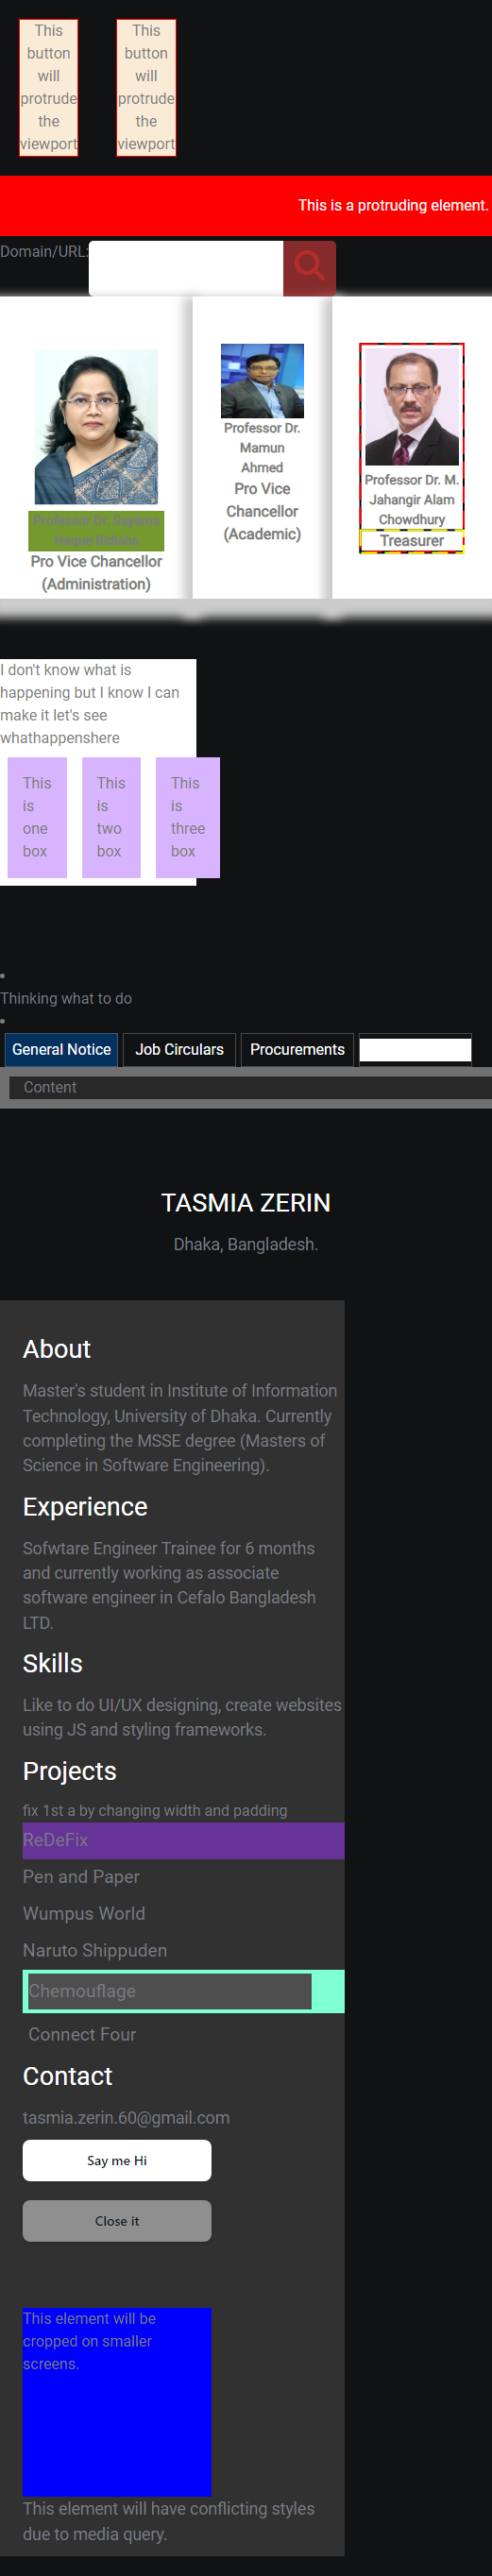 This
button
will
protrude
the
viewport
This
button
will
protrude
the
viewport
This is a protruding element.
Domain/URL:
Professor Dr. Sayema
Haque Bidisha
Pro Vice Chancellor
(Administration)
Professor Dr.
Mamun
Ahmed
Pro Vice
Chancellor
(Academic)
Professor Dr. M.
Jahangir Alam
Chowdhury
Treasurer
I don't know what is
happening but I know I can
make it let's see
whathappenshere
This
is
one
box
This
is
two
box
This
is
three
box
Thinking what to do
General Notice
Job Circulars
Procurements
Content
TASMIA ZERIN
Dhaka, Bangladesh.
About
Master's student in Institute of Information
Technology, University of Dhaka. Currently
completing the MSSE degree (Masters of
Science in Software Engineering).
Experience
Sofwtare Engineer Trainee for 6 months
and currently working as associate
software engineer in Cefalo Bangladesh
LTD.
Skills
Like to do UI/UX designing, create websites
using JS and styling frameworks.
Projects
fix 1st a by changing width and padding
ReDeFix
Pen and Paper
Wumpus World
Naruto Shippuden
Chemouflage
Connect Four
Contact
tasmia.zerin.60@gmail.com
Say me Hi
Close it
This element will be
cropped on smaller
screens.
This element will have conflicting styles
due to media query.